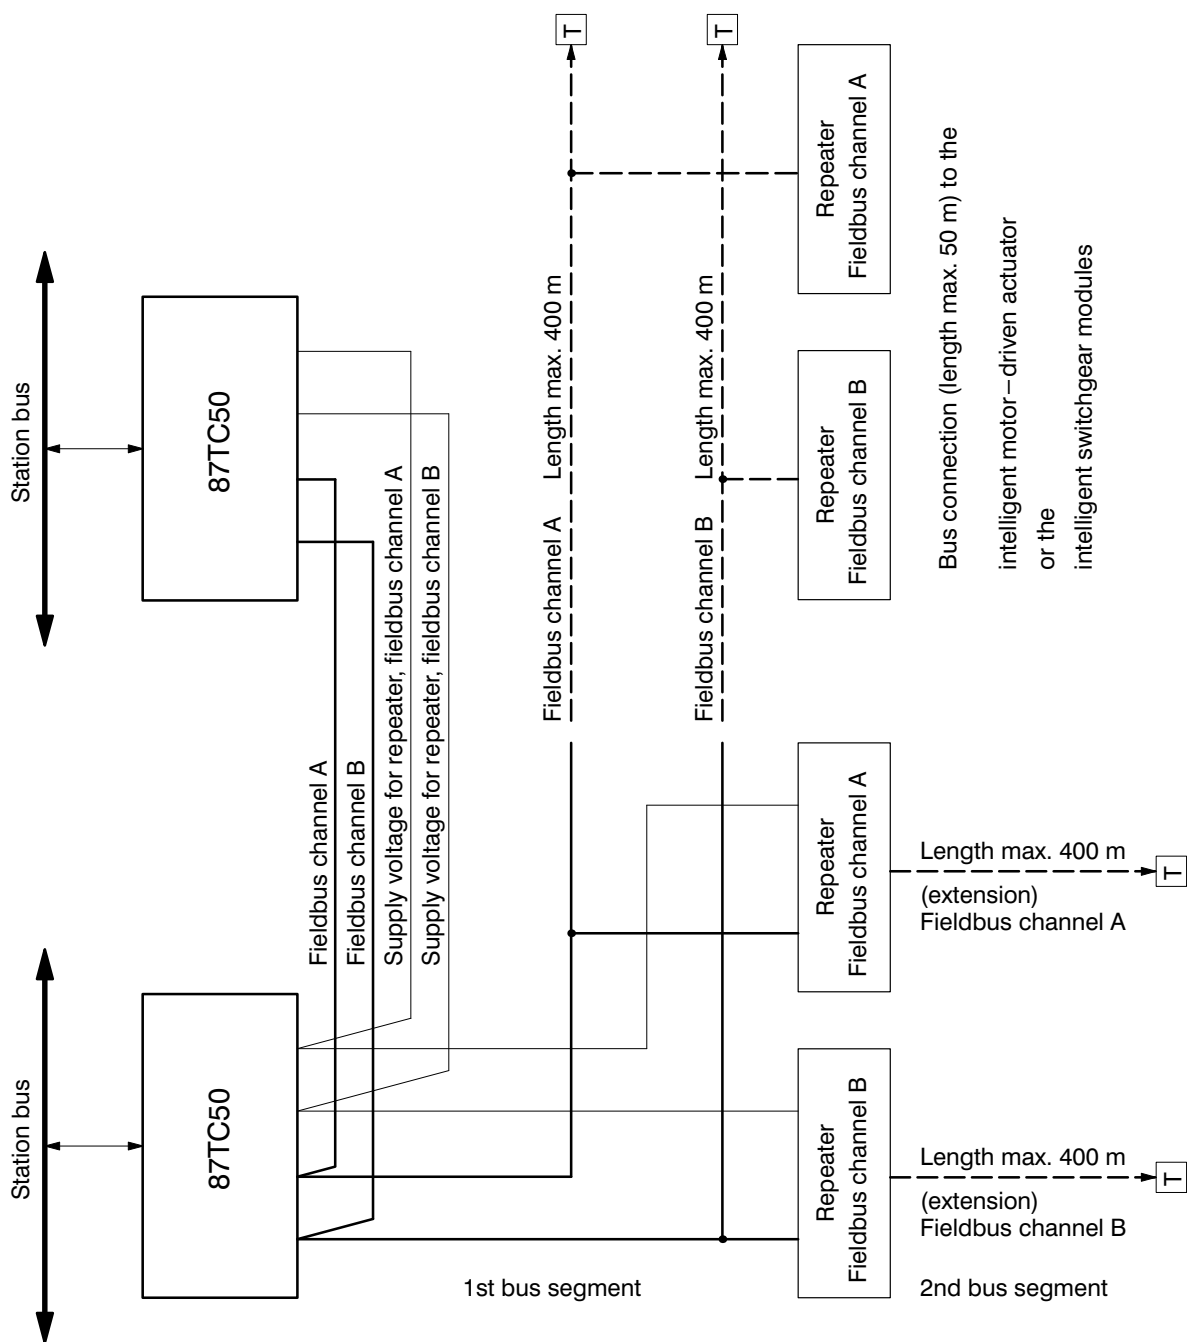 Station bus
87TC50
Station bus
87TC50
Fieldbus channel A
Fieldbus channel B
Supply voltage for repeater, fieldbus channel A
Supply voltage for repeater, fieldbus channel B
T
Fieldbus channel A Length max. 400 m
T
Fieldbus channel B Length max. 400 m
Repeater
Fieldbus channel A
Repeater
Fieldbus channel B
Bus connection (length max. 50 m) to the
intelligent motor–driven actuator
or the
intelligent switchgear modules
Repeater
Fieldbus channel A
Length max. 400 m
(extension)
Fieldbus channel A
T
Repeater
Fieldbus channel B
Length max. 400 m
(extension)
Fieldbus channel B
T
1st bus segment
2nd bus segment